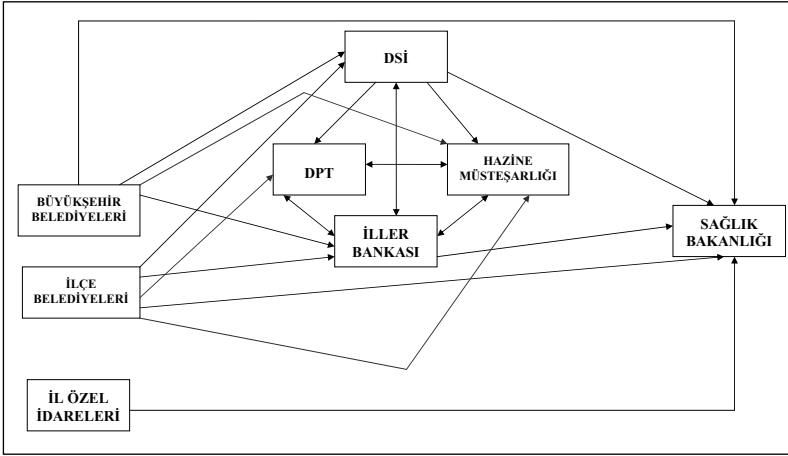 DSİ
DPT
HAZİNE
MÜSTEŞARLIĞI
BÜYÜKŞEHİR
BELEDİYELERİ
İLLER
BANKASI
SAĞLIK
BAKANLIĞI
İLÇE
BELEDİYELERİ
İL ÖZEL
İDARELERİ